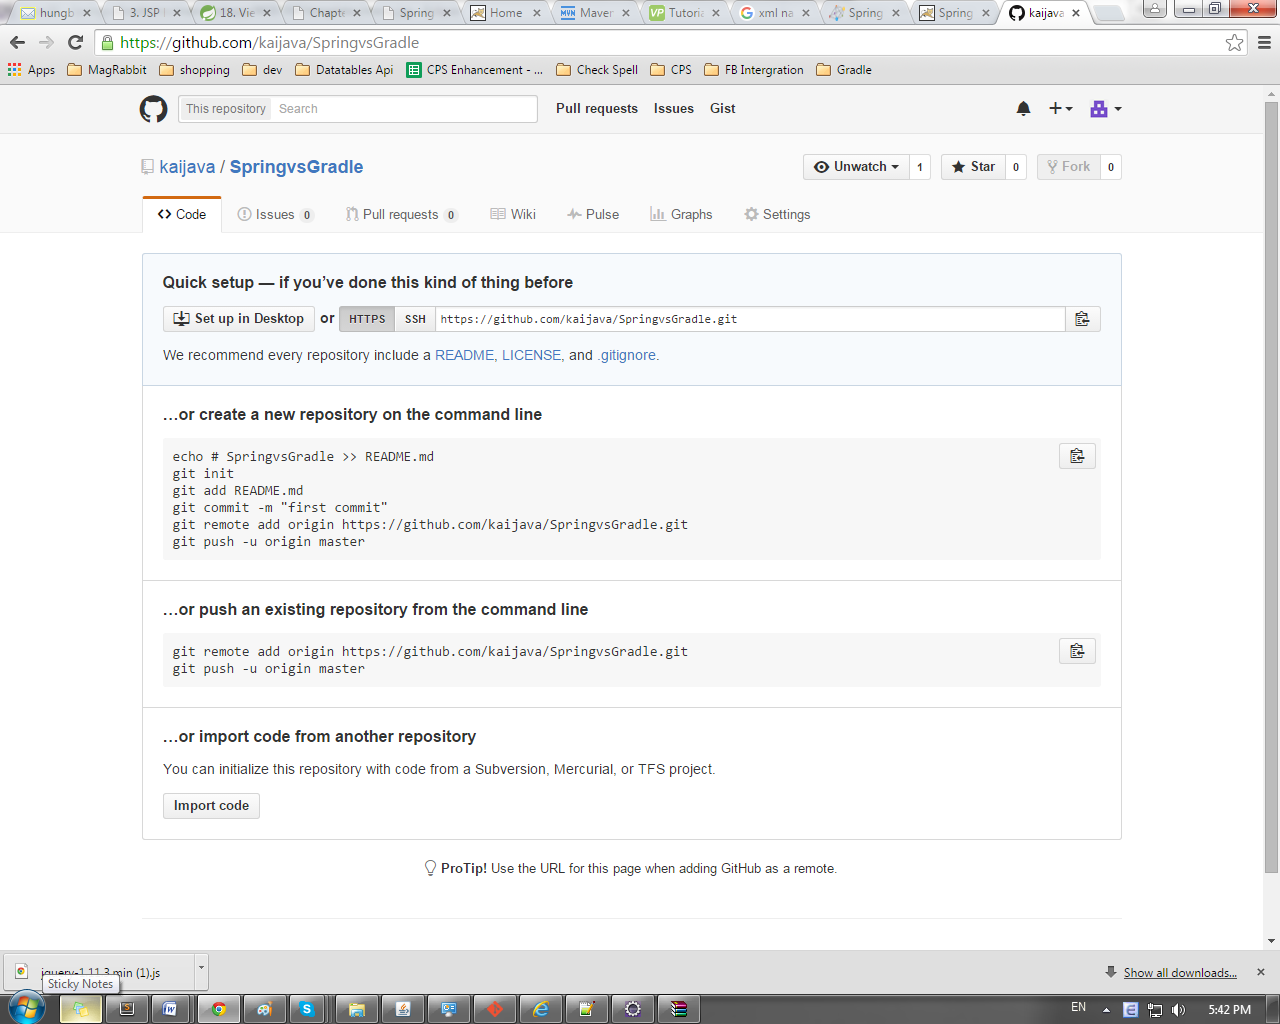 hungb
3. JSP
18. Vie
Chapte
Spring
Home
Maver
Tutoria
xml na
Spring
Spring
kaijava
https://github.com/kaijava/SpringvsGradle
Apps
MagRabbit
shopping
dev
Datatables Api
CPS Enhancement - ...
Check Spell
CPS
FB Intergration
Gradle
This repository
Search
Pull requests
Issues
Gist
kaijava / SpringvsGradle
Unwatch 1
Star 0
Fork 0
Code
Issues 0
Pull requests 0
Wiki
Pulse
Graphs
Settings
Quick setup — if you’ve done this kind of thing before
Set up in Desktop or HTTPS SSH https://github.com/kaijava/SpringvsGradle.git
We recommend every repository include a README, LICENSE, and .gitignore.
…or create a new repository on the command line
echo # SpringvsGradle >> README.md
git init
git add README.md
git commit -m "first commit"
git remote add origin https://github.com/kaijava/SpringvsGradle.git
git push -u origin master
…or push an existing repository from the command line
git remote add origin https://github.com/kaijava/SpringvsGradle.git
git push -u origin master
…or import code from another repository
You can initialize this repository with code from a Subversion, Mercurial, or TFS project.
Import code
ProTip! Use the URL for this page when adding GitHub as a remote.
jquery-1.11.3.min (1).js
Show all downloads...
Sticky Notes
EN
5:42 PM